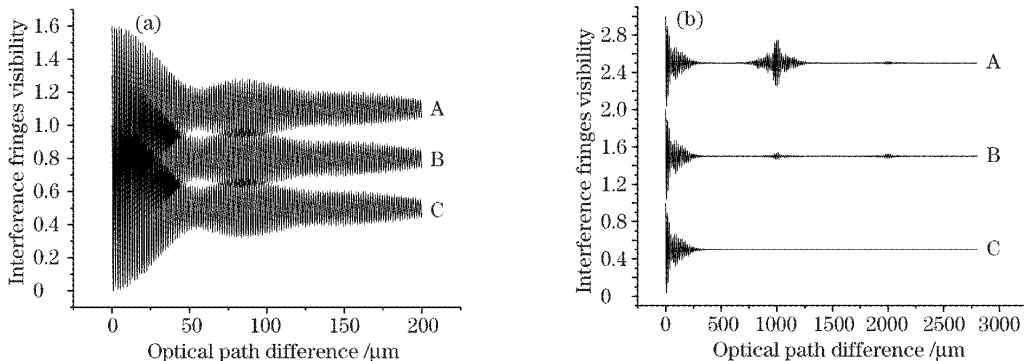 (a)
Interference fringes visibility
1.6
1.4
1.2
1.0
0.8
0.6
0.4
0.2
0
A
B
C
0
50
100
150
200
Optical path difference /μm
(b)
Interference fringes visibility
2.8
2.4
2.0
1.6
1.2
0.8
0.4
0
A
B
C
0
500
1000
1500
2000
2500
3000
Optical path difference /μm